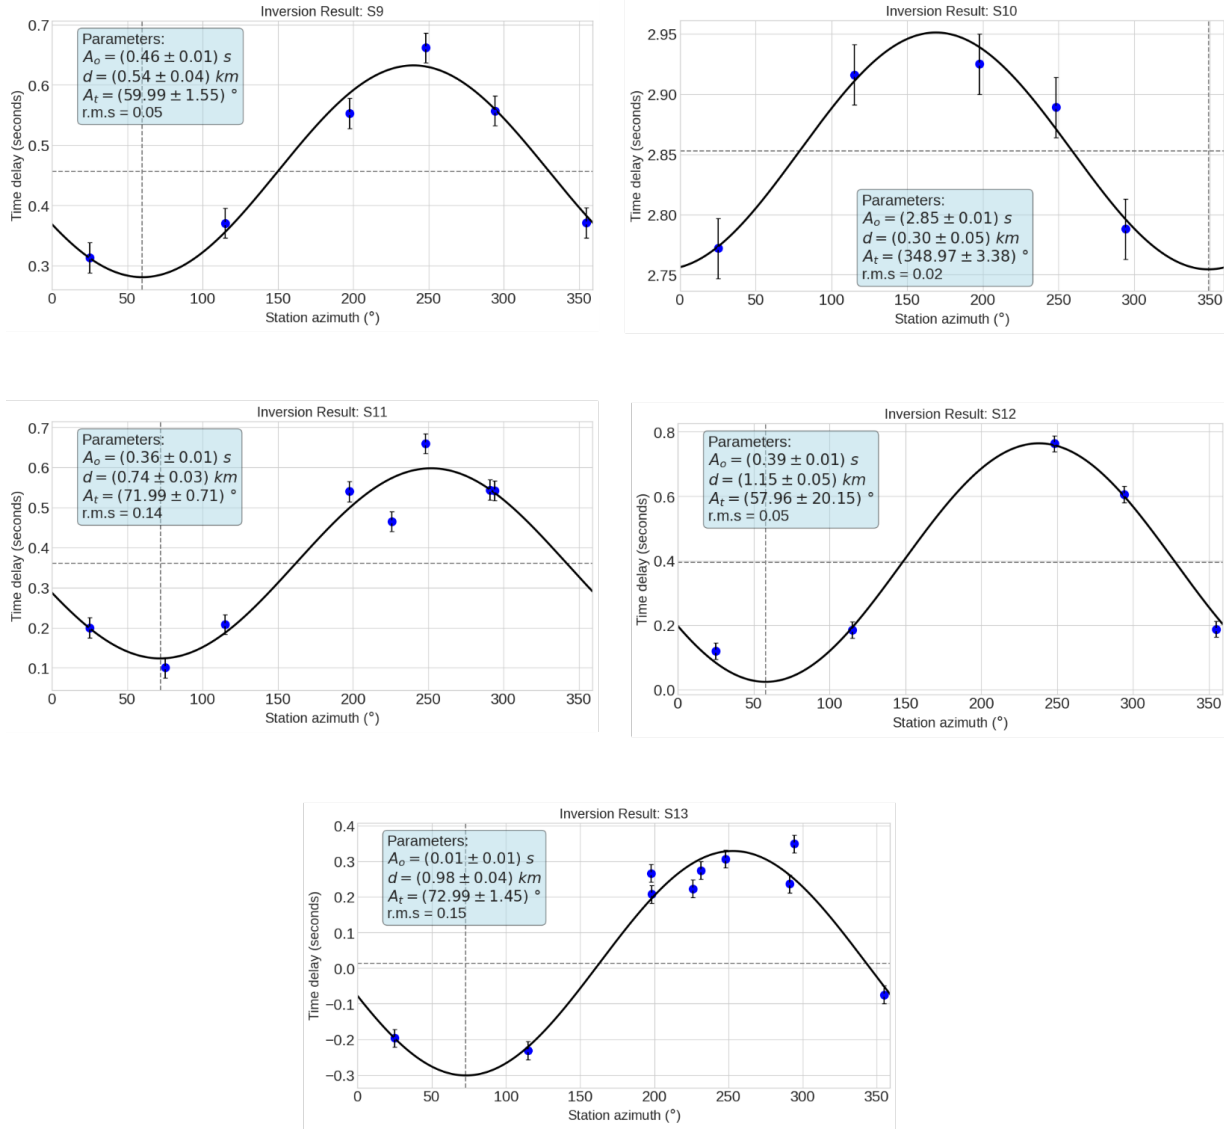 Inversion Result: S9
Parameters:
A_o = (0.46 ± 0.01) s
d = (0.54 ± 0.04) km
A_t = (59.99 ± 1.55) °
r.m.s = 0.05
Time delay (seconds)
0.7
0.6
0.5
0.4
0.3
0 50 100 150 200 250 300 350
Station azimuth (°)
Inversion Result: S10
Parameters:
A_o = (2.85 ± 0.01) s
d = (0.30 ± 0.05) km
A_t = (348.97 ± 3.38) °
r.m.s = 0.02
Time delay (seconds)
2.95
2.90
2.85
2.80
2.75
0 50 100 150 200 250 300 350
Station azimuth (°)
Inversion Result: S11
Parameters:
A_o = (0.36 ± 0.01) s
d = (0.74 ± 0.03) km
A_t = (71.99 ± 0.71) °
r.m.s = 0.14
Time delay (seconds)
0.7
0.6
0.5
0.4
0.3
0.2
0.1
0 50 100 150 200 250 300 350
Station azimuth (°)
Inversion Result: S12
Parameters:
A_o = (0.39 ± 0.01) s
d = (1.15 ± 0.05) km
A_t = (57.96 ± 20.15) °
r.m.s = 0.05
Time delay (seconds)
0.8
0.6
0.4
0.2
0.0
0 50 100 150 200 250 300 350
Station azimuth (°)
Inversion Result: S13
Parameters:
A_o = (0.01 ± 0.01) s
d = (0.98 ± 0.04) km
A_t = (72.99 ± 1.45) °
r.m.s = 0.15
Time delay (seconds)
0.4
0.3
0.2
0.1
0.0
−0.1
−0.2
−0.3
0 50 100 150 200 250 300 350
Station azimuth (°)